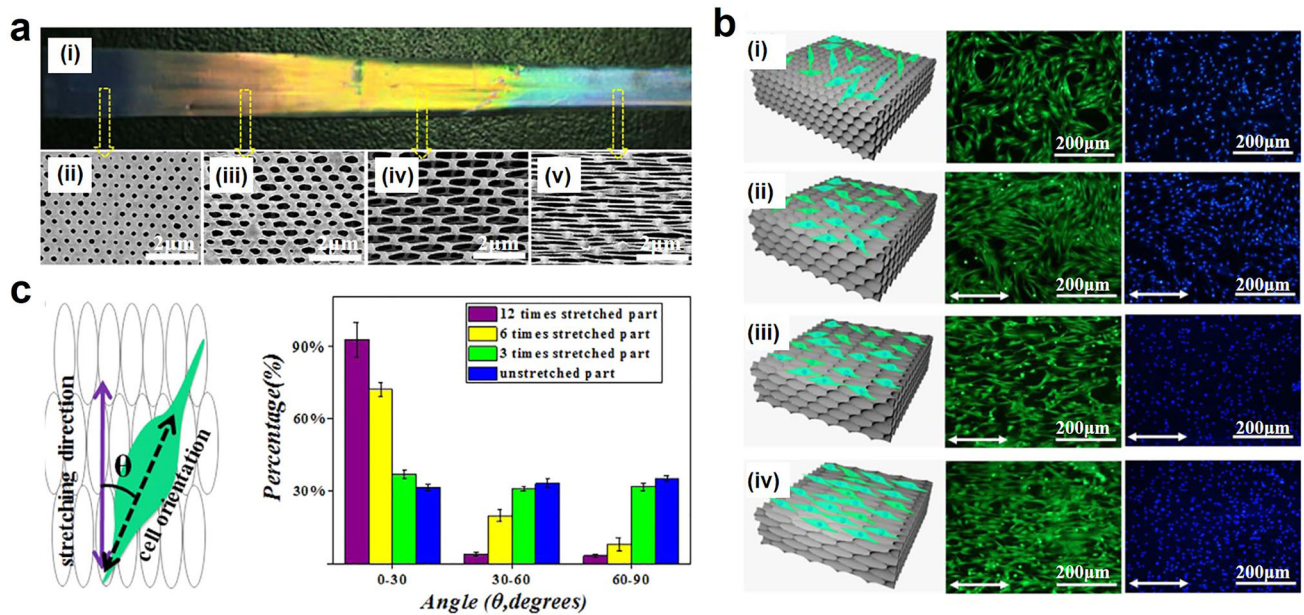 a
(i)
(ii)
(iii)
(iv)
(v)
2μm
2μm
2μm
2μm
b
(i)
200μm
200μm
(ii)
200μm
200μm
(iii)
200μm
200μm
(iv)
200μm
200μm
c
stretching direction
θ
cell orientation
Percentage(%)
90%
60%
30%
12 times stretched part
6 times stretched part
3 times stretched part
unstretched part
0-30
30-60
60-90
Angle (θ,degrees)